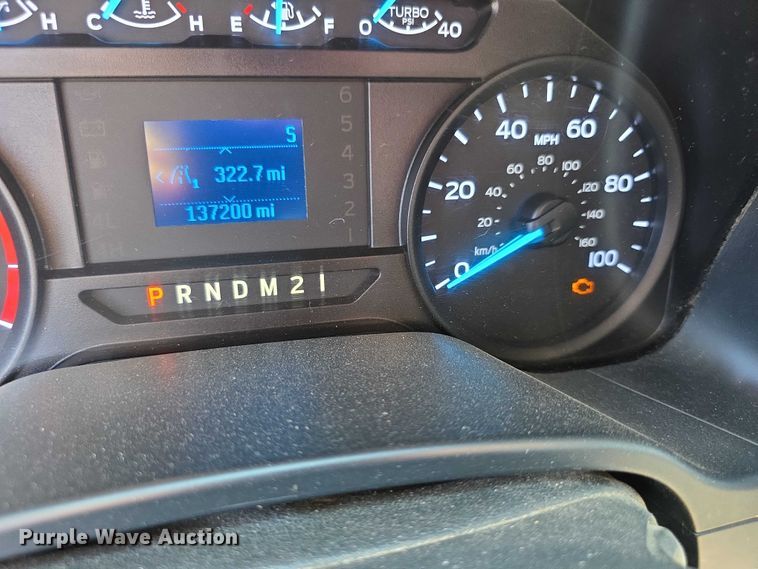 H C H E F 0 TURBO PSI 40
6
5
4
3
2
1
S
1 322.7 mi
137200 mi
P R N D M 2 1
0 20 40 60 80 100
MPH
20 40 60 80 100 120 140 160
km/h
Purple Wave Auction